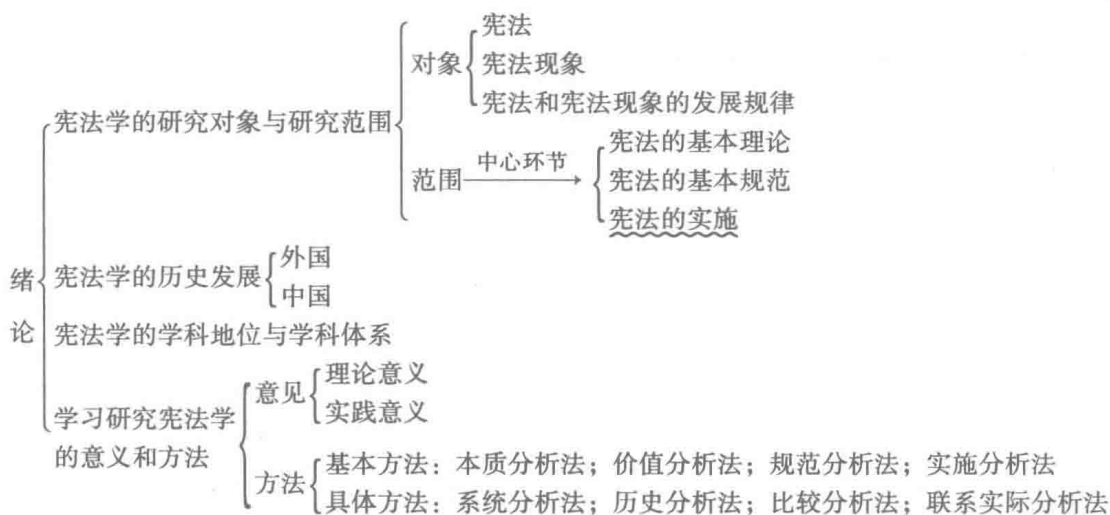 绪论
宪法学的研究对象与研究范围
对象
宪法
宪法现象
宪法和宪法现象的发展规律
范围
中心环节
宪法的基本理论
宪法的基本规范
宪法的实施
宪法学的历史发展
外国
中国
宪法学的学科地位与学科体系
学习研究宪法学
的意义和方法
意见
理论意义
实践意义
方法
基本方法：本质分析法；价值分析法；规范分析法；实施分析法
具体方法：系统分析法；历史分析法；比较分析法；联系实际分析法